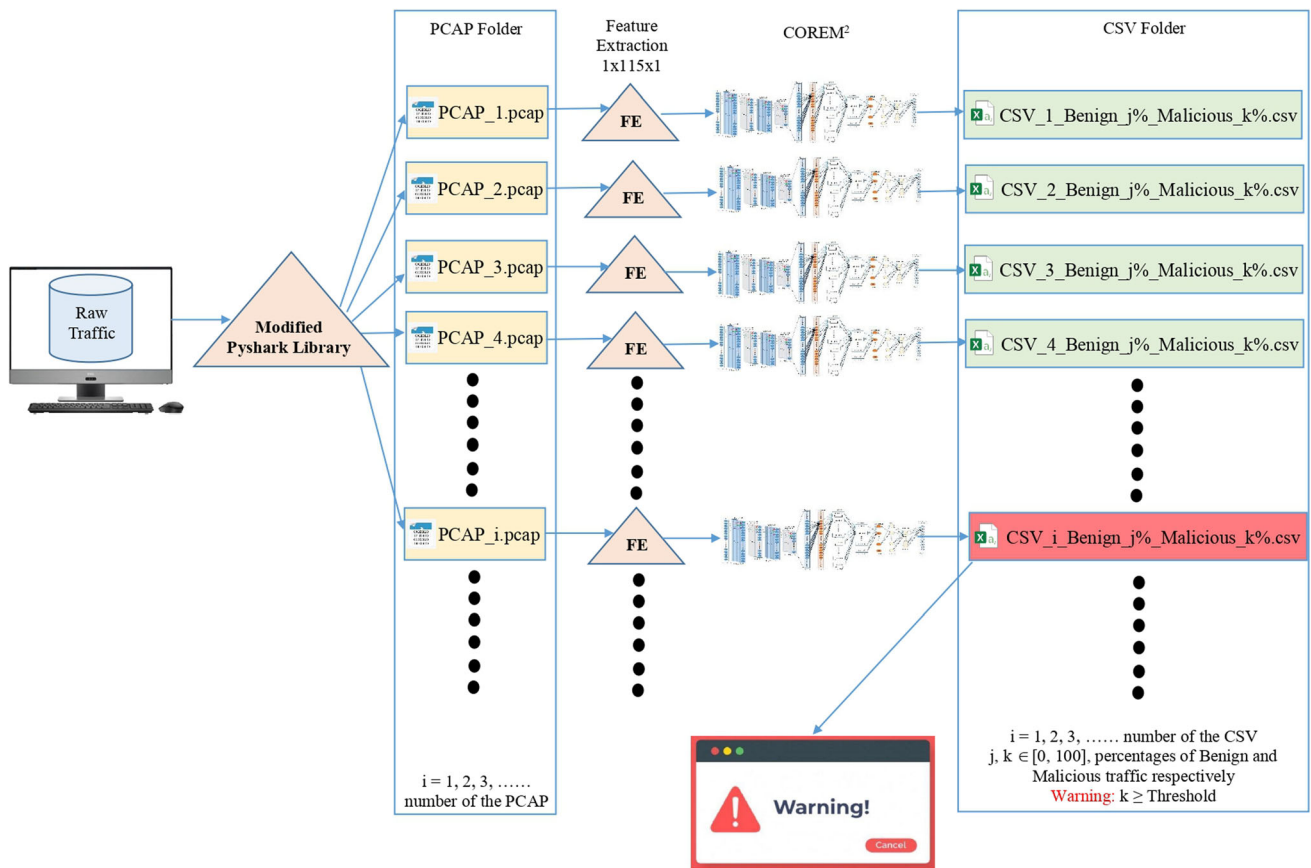 PCAP Folder
Feature
Extraction
1x115x1
COREM²
CSV Folder
PCAP_1.pcap
FE
CSV_1_Benign_j%_Malicious_k%.csv
PCAP_2.pcap
FE
CSV_2_Benign_j%_Malicious_k%.csv
Raw
Traffic
Modified
Pyshark Library
PCAP_3.pcap
FE
CSV_3_Benign_j%_Malicious_k%.csv
PCAP_4.pcap
FE
CSV_4_Benign_j%_Malicious_k%.csv
PCAP_i.pcap
FE
CSV_i_Benign_j%_Malicious_k%.csv
i = 1, 2, 3, ……
number of the PCAP
Warning!
Cancel
i = 1, 2, 3, …… number of the CSV
j, k ∈ [0, 100], percentages of Benign and
Malicious traffic respectively
Warning: k ≥ Threshold